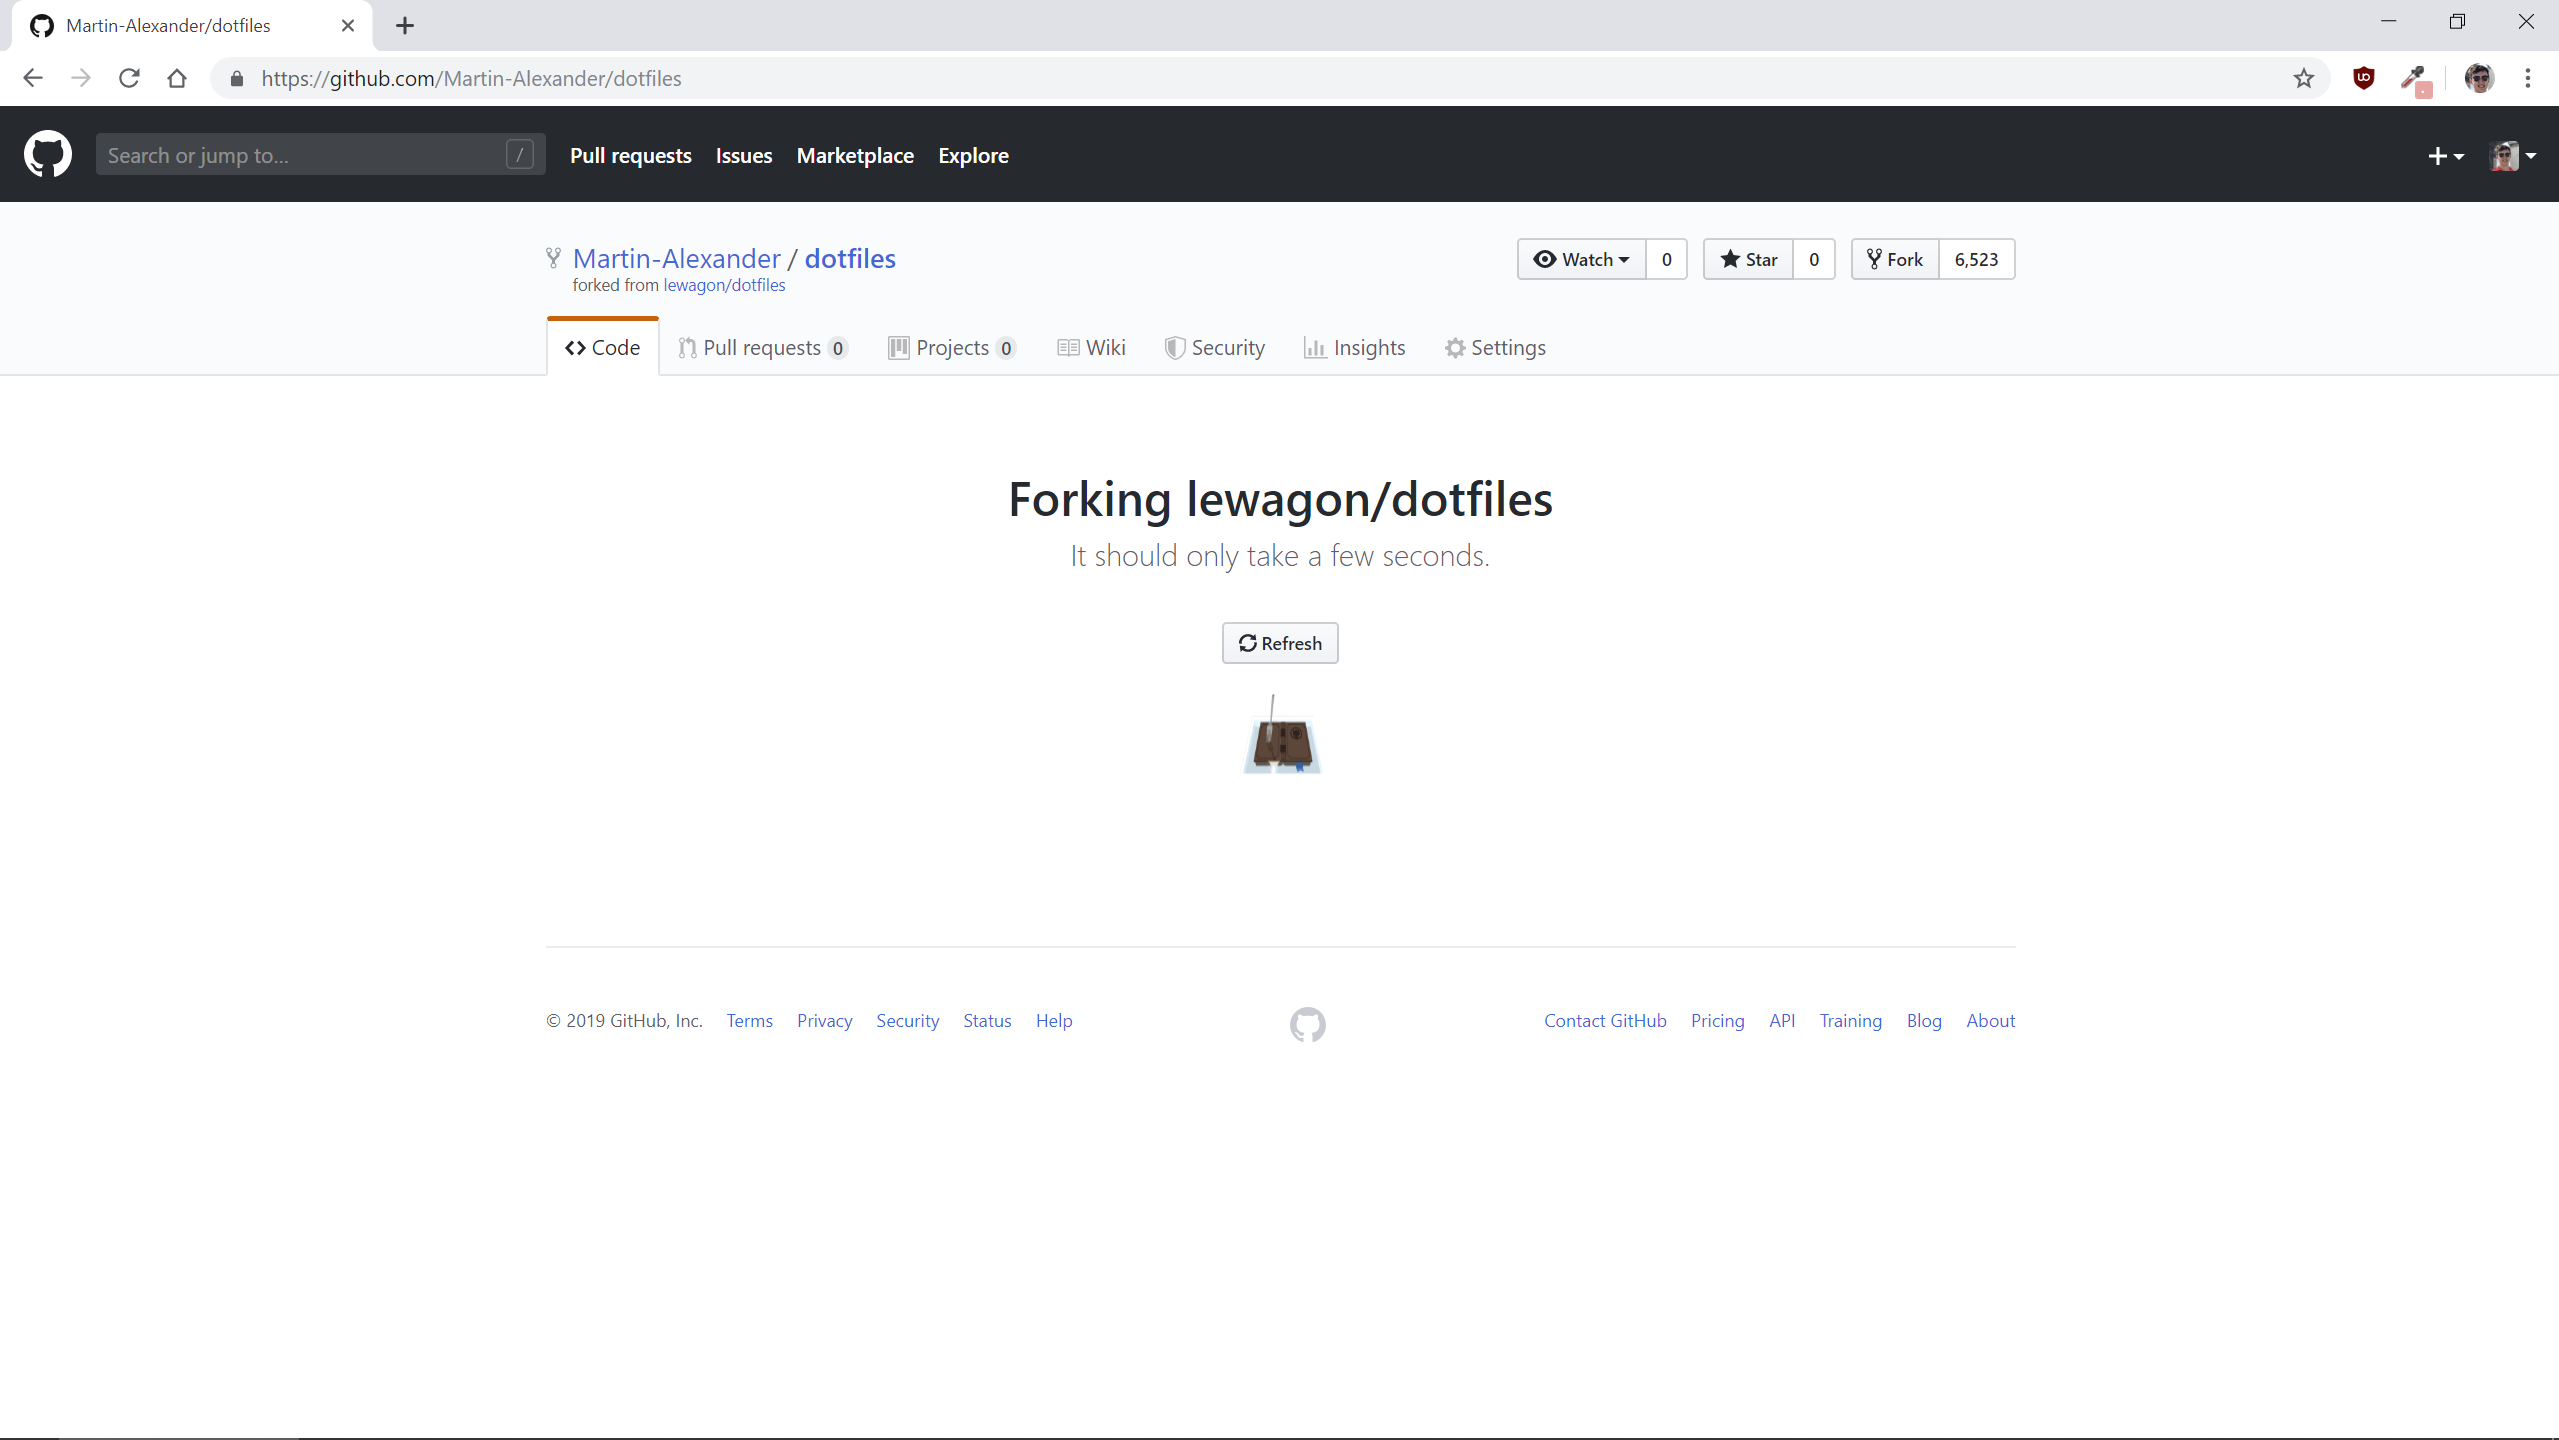 Martin-Alexander/dotfiles
https://github.com/Martin-Alexander/dotfiles
Search or jump to... / Pull requests Issues Marketplace Explore
Martin-Alexander / dotfiles
forked from lewagon/dotfiles
Watch 0 Star 0 Fork 6,523
Code Pull requests 0 Projects 0 Wiki Security Insights Settings
Forking lewagon/dotfiles
It should only take a few seconds.
Refresh
© 2019 GitHub, Inc. Terms Privacy Security Status Help Contact GitHub Pricing API Training Blog About